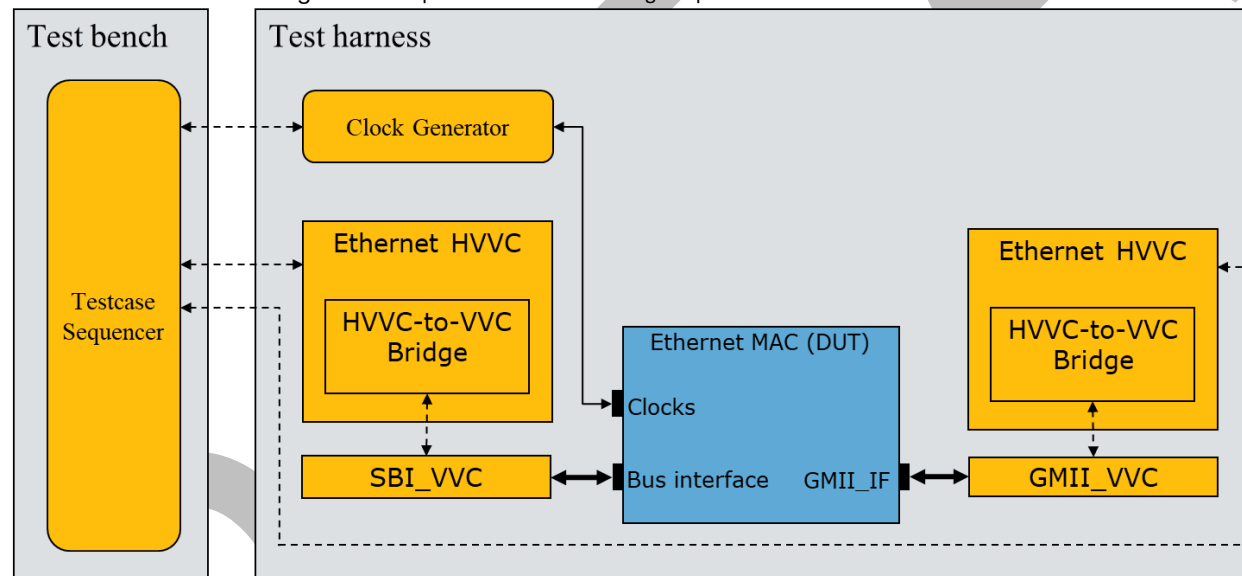 Test bench
Test harness
Clock Generator
Testcase
Sequencer
Ethernet HVVC
HVVC-to-VVC
Bridge
SBI_VVC
Ethernet MAC (DUT)
Clocks
Bus interface
GMII_IF
Ethernet HVVC
HVVC-to-VVC
Bridge
GMII_VVC